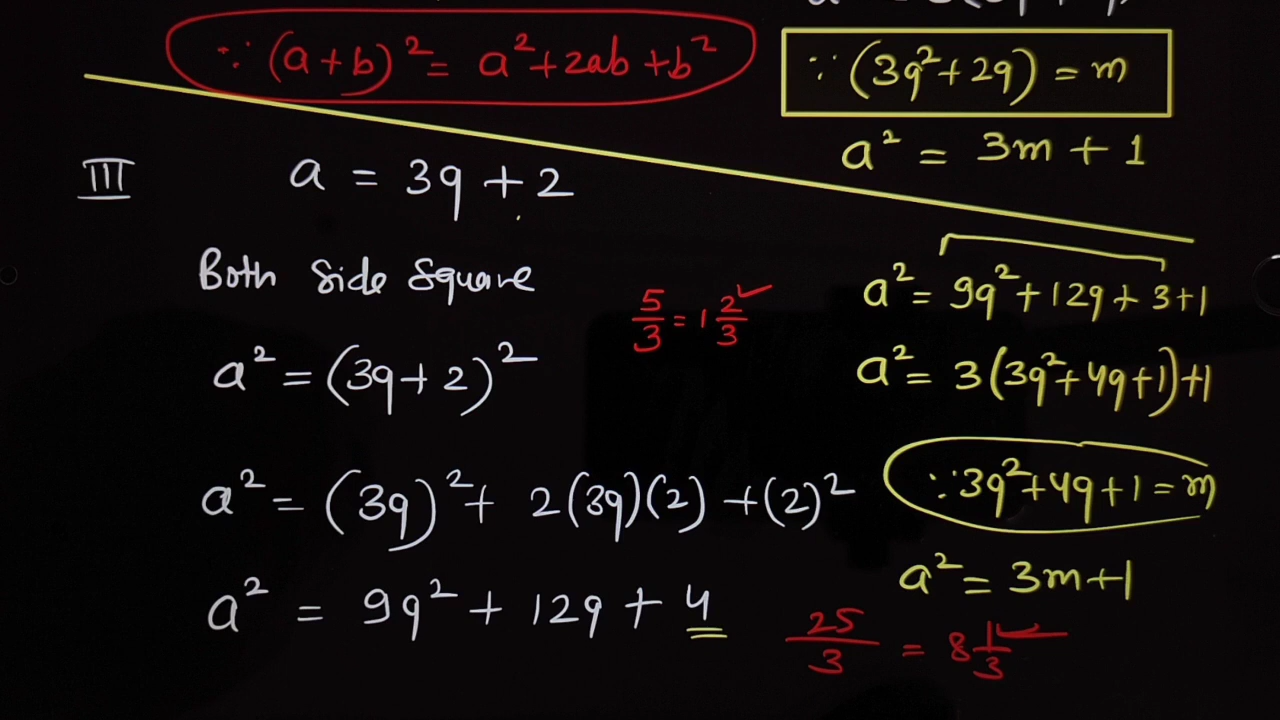 ∵ (a+b)² = a²+2ab+b²
∵ (3q²+2q) = m
a² = 3m + 1
III a = 3q + 2
Both Side Square
a² = (3q+2)²
a² = (3q)² + 2(3q)(2) + (2)²
a² = 9q² + 12q + 4
5/3 = 1 2/3 ✓
a² = 9q² + 12q + 3+1
a² = 3(3q²+4q+1)+1
∵ 3q²+4q+1 = m
a² = 3m+1
25/3 = 8 1/3 ✓